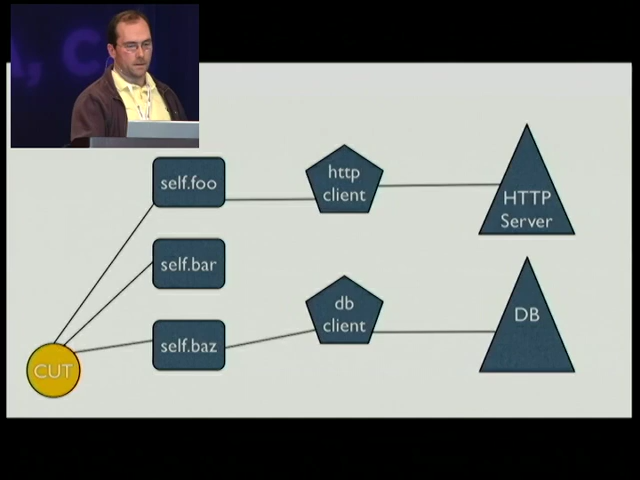 self.foo
http
client
HTTP
Server
self.bar
db
client
DB
self.baz
CUT